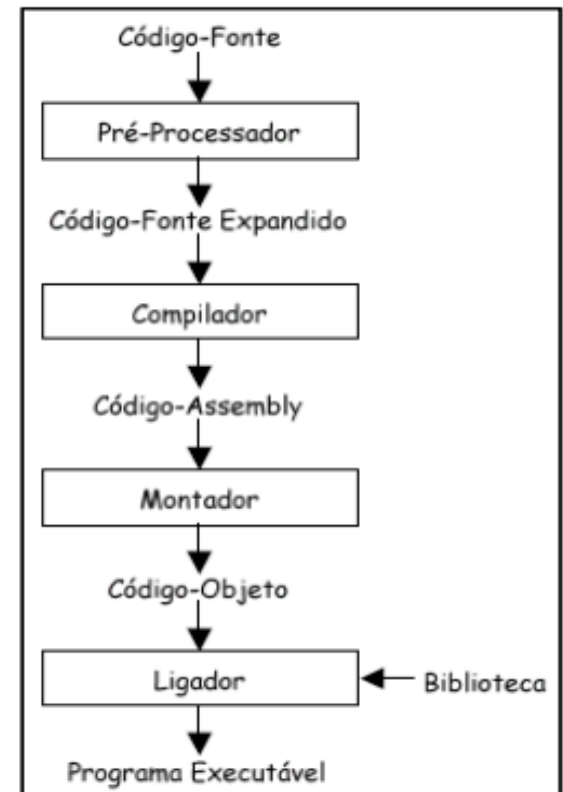 Código-Fonte
Pré-Processador
Código-Fonte Expandido
Compilador
Código-Assembly
Montador
Código-Objeto
Ligador
Biblioteca
Programa Executável